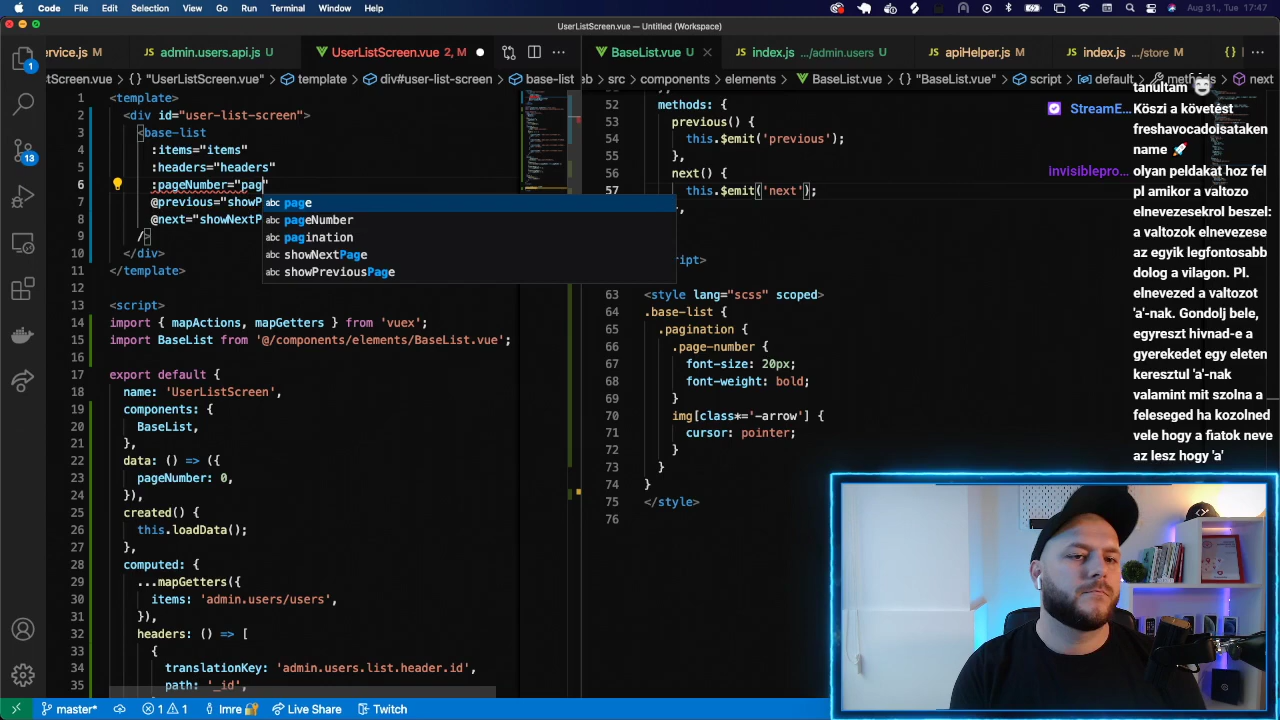 Code File Edit Selection View Go Run Terminal Window Help
Aug 31., Tue 17:47
UserListScreen.vue — Untitled (Workspace)
ervice.js M
admin.users.api.js U
UserListScreen.vue 2, M
BaseList.vue U
index.js .../admin.users U
apiHelper.js M
index.js .../store M
{ }
stScreen.vue > {} "UserListScreen.vue" > template > div#user-list-screen > base-list
eb > src > components > elements > BaseList.vue > {} "BaseList.vue" > script > default > methods > next
1 <template>
2 <div id="user-list-screen">
3 <base-list
4 :items="items"
5 :headers="headers"
6 :pageNumber="pag"
7 @previous="showP
8 @next="showNextP
9 />
10 </div>
11 </template>
12
13 <script>
14 import { mapActions, mapGetters } from 'vuex';
15 import BaseList from '@/components/elements/BaseList.vue';
16
17 export default {
18 name: 'UserListScreen',
19 components: {
20 BaseList,
21 },
22 data: () => ({
23 pageNumber: 0,
24 }),
25 created() {
26 this.loadData();
27 },
28 computed: {
29 ...mapGetters({
30 items: 'admin.users/users',
31 }),
32 headers: () => [
33 {
34 translationKey: 'admin.users.list.header.id',
35 path: '_id',
abc page
abc pageNumber
abc pagination
abc showNextPage
abc showPreviousPage
52 methods: {
53 previous() {
54 this.$emit('previous');
55 },
56 next() {
57 this.$emit('next');
},
ript>
63 <style lang="scss" scoped>
64 .base-list {
65 .pagination {
66 .page-number {
67 font-size: 20px;
68 font-weight: bold;
69 }
70 img[class*='-arrow'] {
71 cursor: pointer;
72 }
73 }
74 }
75 </style>
76
tanultam
StreamE
Köszi a követést
freshavocadolsataken
name 🚀
invisiblepro...
olyan peldakat hoz fel
pl amikor a valtozo
elnevezesekrol beszel:
a valtozok elnevezese
az egyik legfontosabb
dolog a vilagon. Pl.
elnevezed a valtozot
'a'-nak. Gondolj bele,
egyreszt hivnad-e a
gyerekedet egy eleten
keresztul 'a'-nak
valamint mit szolna a
feleseged ha kozolned
vele hogy a fiatok neve
az lesz hogy 'a'
1
13
master* 1 1 Imre Live Share Twitch